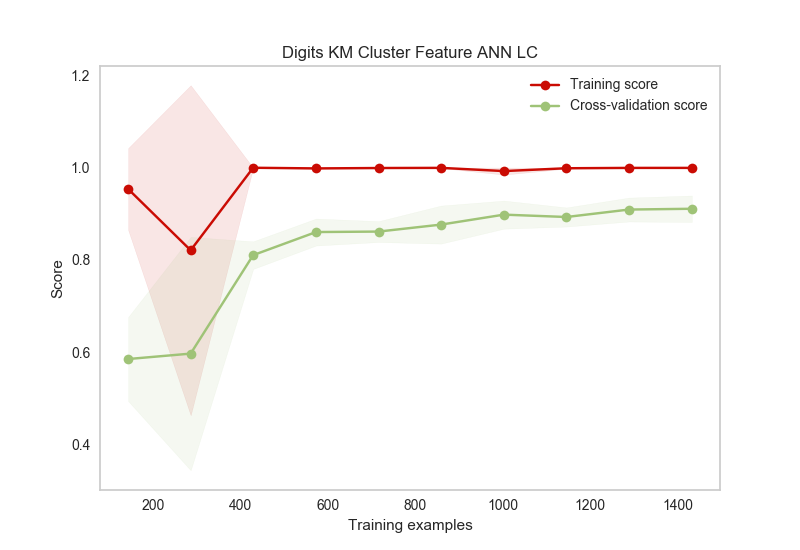 Digits KM Cluster Feature ANN LC
Training score
Cross-validation score
1.2
1.0
0.8
0.6
0.4
Score
200 400 600 800 1000 1200 1400
Training examples